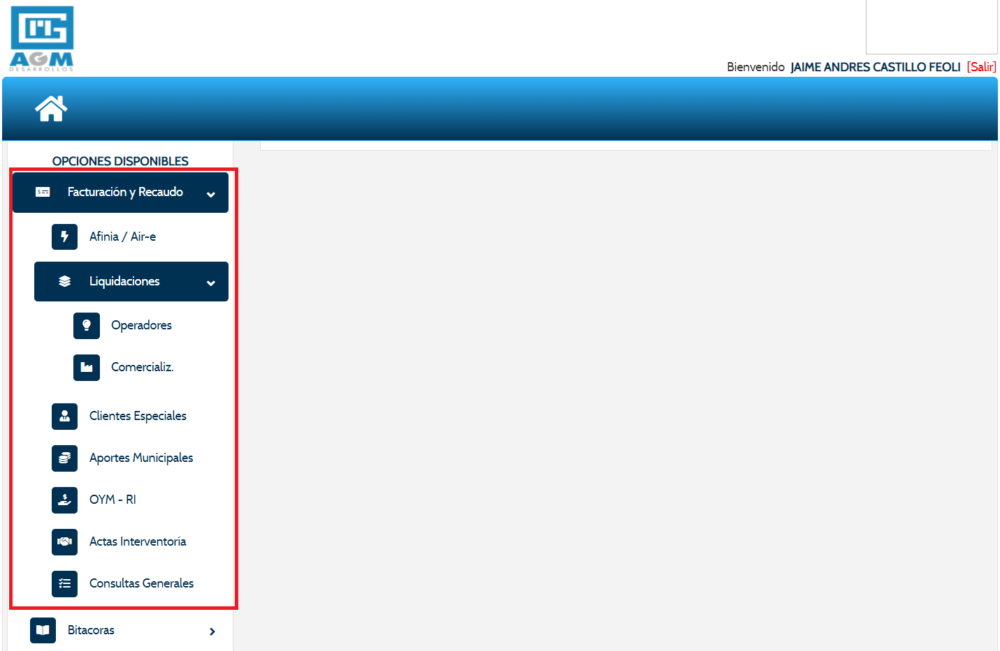 AGM
DESARROLLOS
Bienvenido JAIME ANDRES CASTILLO FEOLI [Salir]
OPCIONES DISPONIBLES
Facturación y Recaudo
Afinia / Air-e
Liquidaciones
Operadores
Comercializ.
Clientes Especiales
Aportes Municipales
OYM - RI
Actas Interventoría
Consultas Generales
Bitacoras